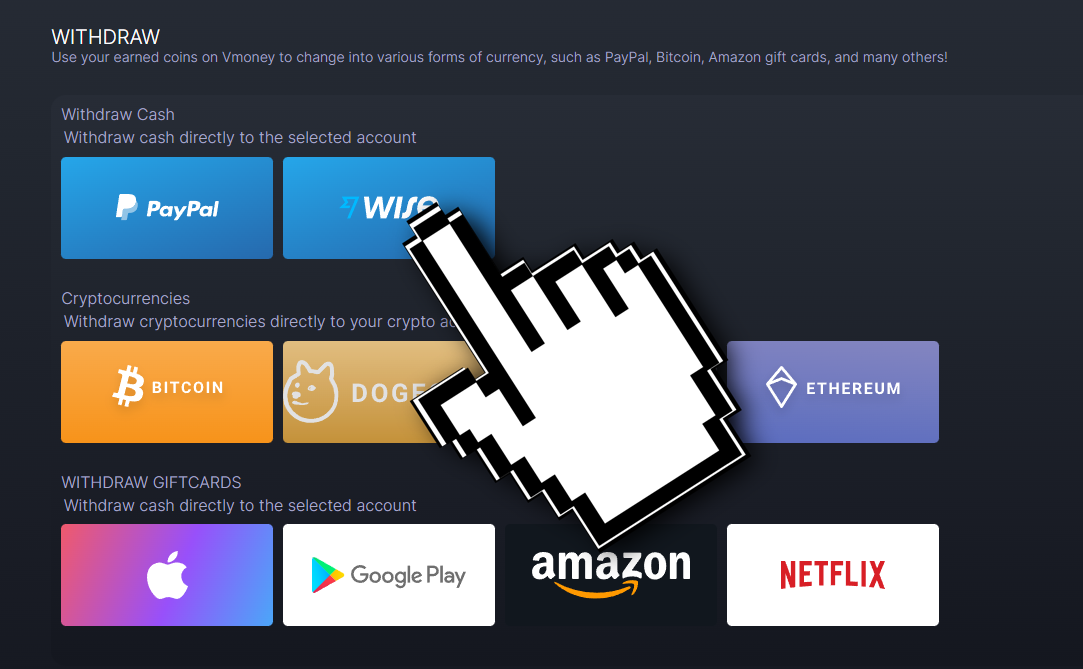 WITHDRAW
Use your earned coins on Vmoney to change into various forms of currency, such as PayPal, Bitcoin, Amazon gift cards, and many others!
Withdraw Cash
Withdraw cash directly to the selected account
PayPal WISE
Cryptocurrencies
Withdraw cryptocurrencies directly to your crypto
BITCOIN DOGE ETHEREUM
WITHDRAW GIFTCARDS
Withdraw cash directly to the selected account
Google Play amazon NETFLIX